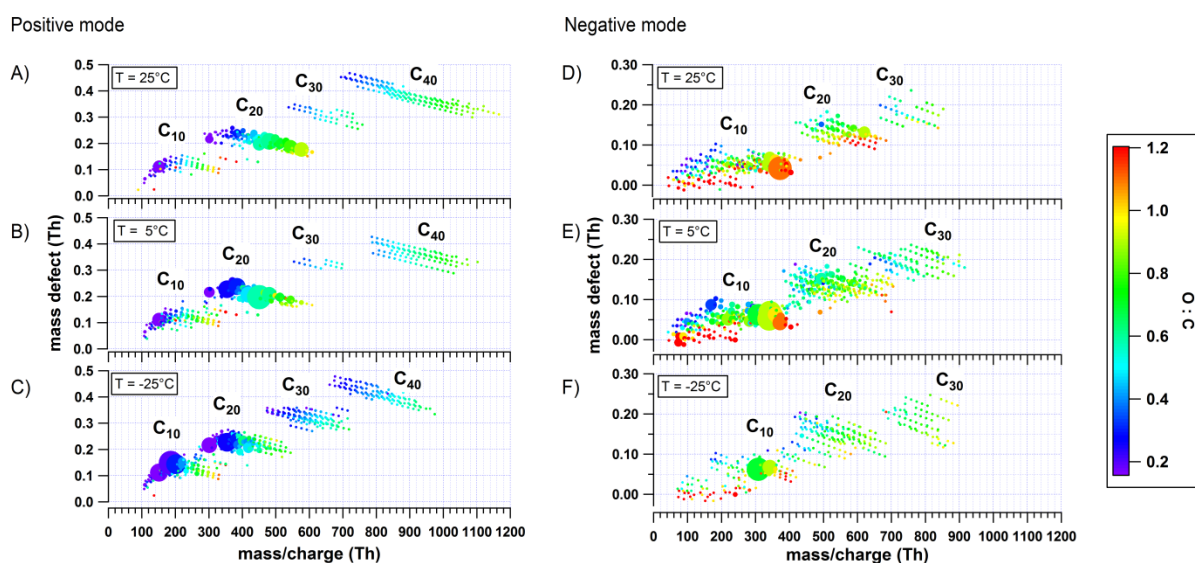 Positive mode
Negative mode
A)
T = 25°C
C10
C20
C30
C40
0.5
0.4
0.3
0.2
0.1
0.0
B)
T = 5°C
C10
C20
C30
C40
0.5
0.4
0.3
0.2
0.1
0.0
C)
T = -25°C
C10
C20
C30
C40
0.5
0.4
0.3
0.2
0.1
0.0
mass defect (Th)
0 100 200 300 400 500 600 700 800 900 1000 1100 1200
mass/charge (Th)
D)
T = 25°C
C10
C20
C30
0.30
0.20
0.10
0.00
E)
T = 5°C
C10
C20
C30
0.30
0.20
0.10
0.00
F)
T = -25°C
C10
C20
C30
0.30
0.20
0.10
0.00
mass defect (Th)
0 100 200 300 400 500 600 700 800 900 1000 1100 1200
mass/charge (Th)
1.2
1.0
0.8
0.6
0.4
0.2
O : C